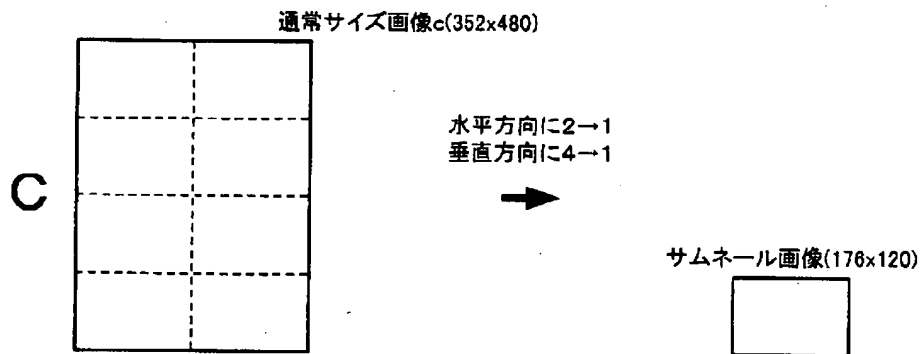 通常サイズ画像c(352x480)
水平方向に2→1
垂直方向に4→1
C
サムネール画像(176x120)